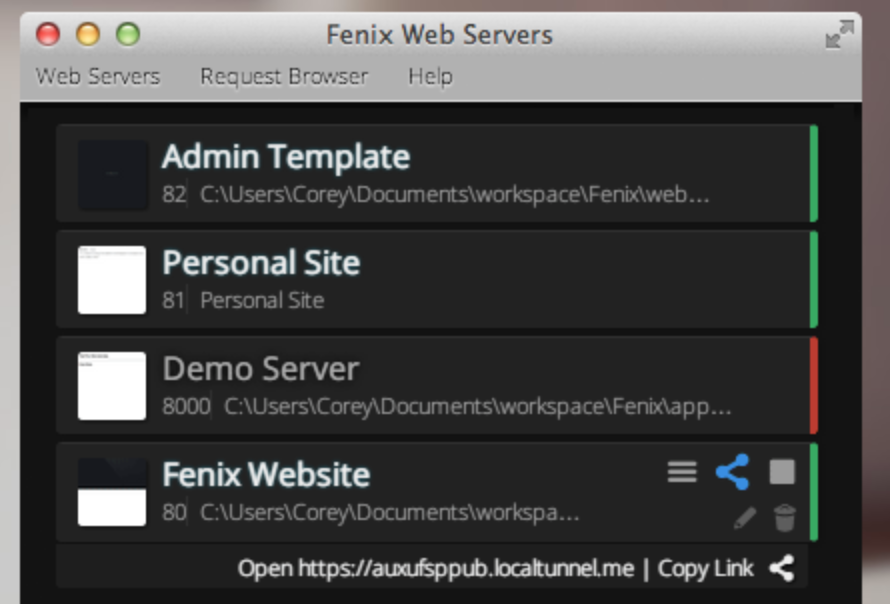 Fenix Web Servers
Web Servers Request Browser Help
Admin Template
82 C:\Users\Corey\Documents\workspace\Fenix\web...
Personal Site
81 Personal Site
Demo Server
8000 C:\Users\Corey\Documents\workspace\Fenix\app...
Fenix Website
80 C:\Users\Corey\Documents\workspa...
Open https://auxufsppub.localtunnel.me | Copy Link